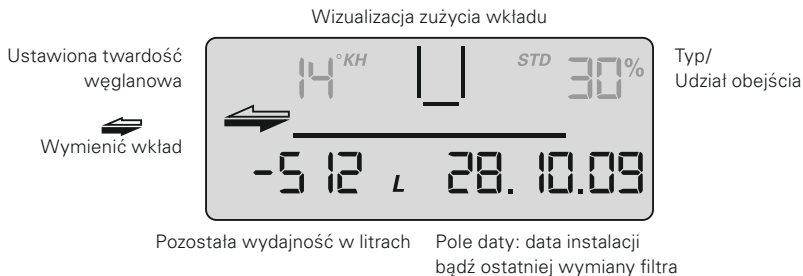 Wizualizacja zużycia wkładu
Ustawiona twardość
węglanowa
14 °KH
STD 30%
Typ/
Udział obejścia
Wymienić wkład
-512 L 28.10.09
Pozostała wydajność w litrach
Pole daty: data instalacji
bądź ostatniej wymiany filtra